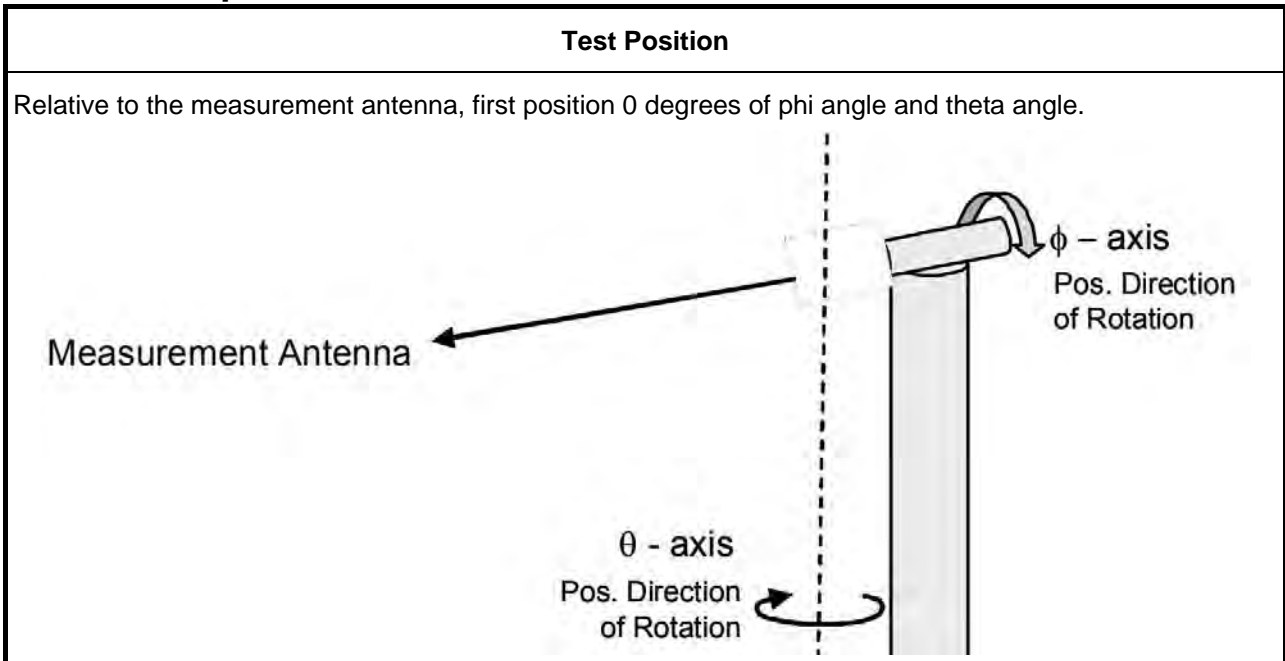 Test Position
Relative to the measurement antenna, first position 0 degrees of phi angle and theta angle.
ϕ – axis
Pos. Direction
of Rotation
Measurement Antenna
θ - axis
Pos. Direction
of Rotation